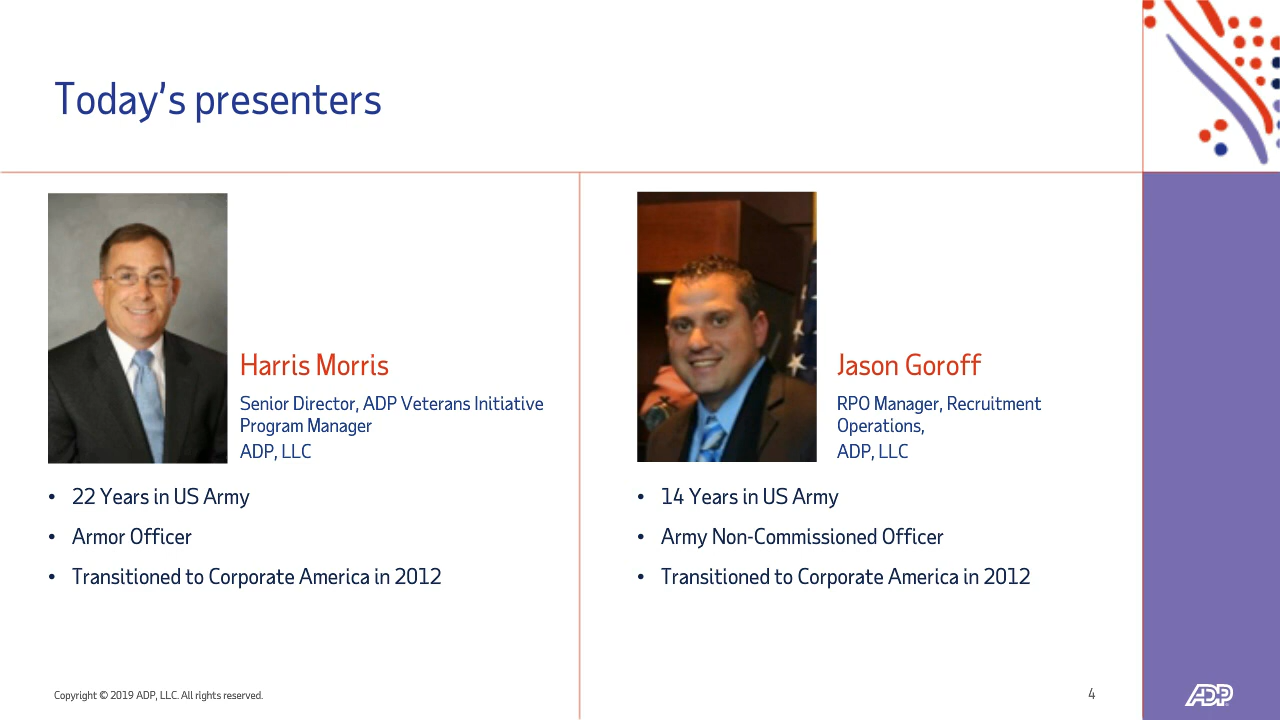 Today's presenters
Harris Morris
Senior Director, ADP Veterans Initiative
Program Manager
ADP, LLC
• 22 Years in US Army
• Armor Officer
• Transitioned to Corporate America in 2012
Jason Goroff
RPO Manager, Recruitment
Operations,
ADP, LLC
• 14 Years in US Army
• Army Non-Commissioned Officer
• Transitioned to Corporate America in 2012
Copyright © 2019 ADP, LLC. All rights reserved.
4
ADP